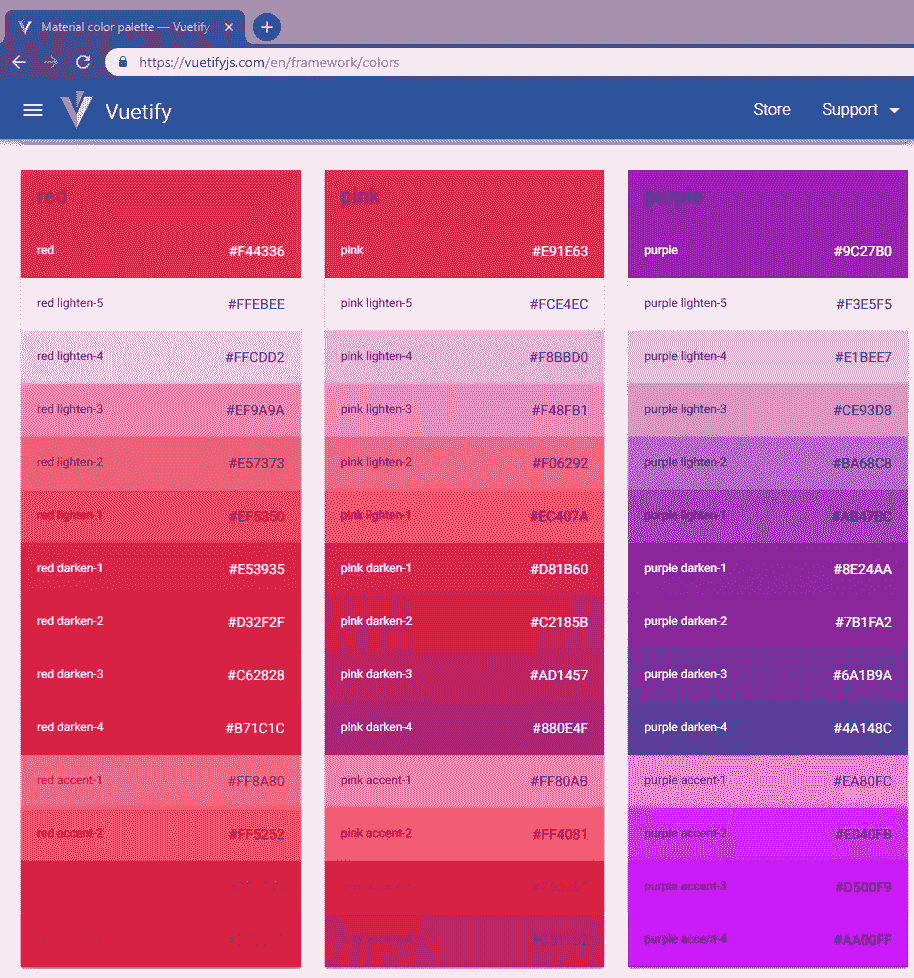 Material color palette — Vuetify
https://vuetifyjs.com/en/framework/colors
Vuetify Store Support
red
red #F44336
red lighten-5 #FFEBEE
red lighten-4 #FFCDD2
red lighten-3 #EF9A9A
red lighten-2 #E57373
red lighten-1 #EF5350
red darken-1 #E53935
red darken-2 #D32F2F
red darken-3 #C62828
red darken-4 #B71C1C
red accent-1 #FF8A80
red accent-2 #FF5252
pink
pink #E91E63
pink lighten-5 #FCE4EC
pink lighten-4 #F8BBD0
pink lighten-3 #F48FB1
pink lighten-2 #F06292
pink lighten-1 #EC407A
pink darken-1 #D81B60
pink darken-2 #C2185B
pink darken-3 #AD1457
pink darken-4 #880E4F
pink accent-1 #FF80AB
pink accent-2 #FF4081
purple
purple #9C27B0
purple lighten-5 #F3E5F5
purple lighten-4 #E1BEE7
purple lighten-3 #CE93D8
purple lighten-2 #BA68C8
purple lighten-1 #AB47BC
purple darken-1 #8E24AA
purple darken-2 #7B1FA2
purple darken-3 #6A1B9A
purple darken-4 #4A148C
purple accent-1 #EA80FC
purple accent-2 #E040FB
purple accent-3 #D500F9
purple accent-4 #AA00FF